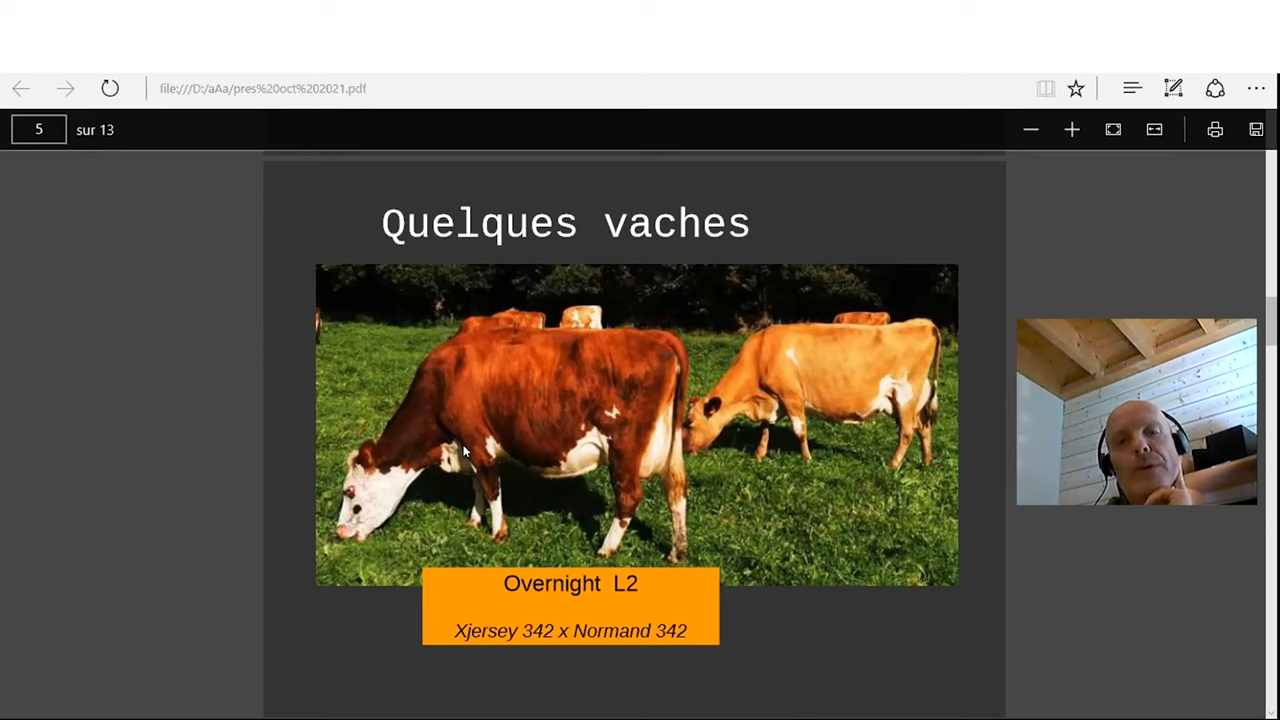 file:///D:/aAa/pres%20oct%202021.pdf
5 sur 13
Quelques vaches
Overnight L2
Xjersey 342 x Normand 342